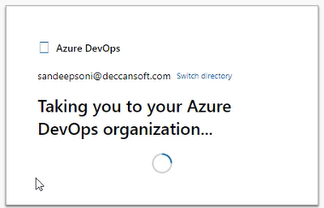 Azure DevOps
sandeepsoni@deccansoft.com Switch directory
Taking you to your Azure
DevOps organization...